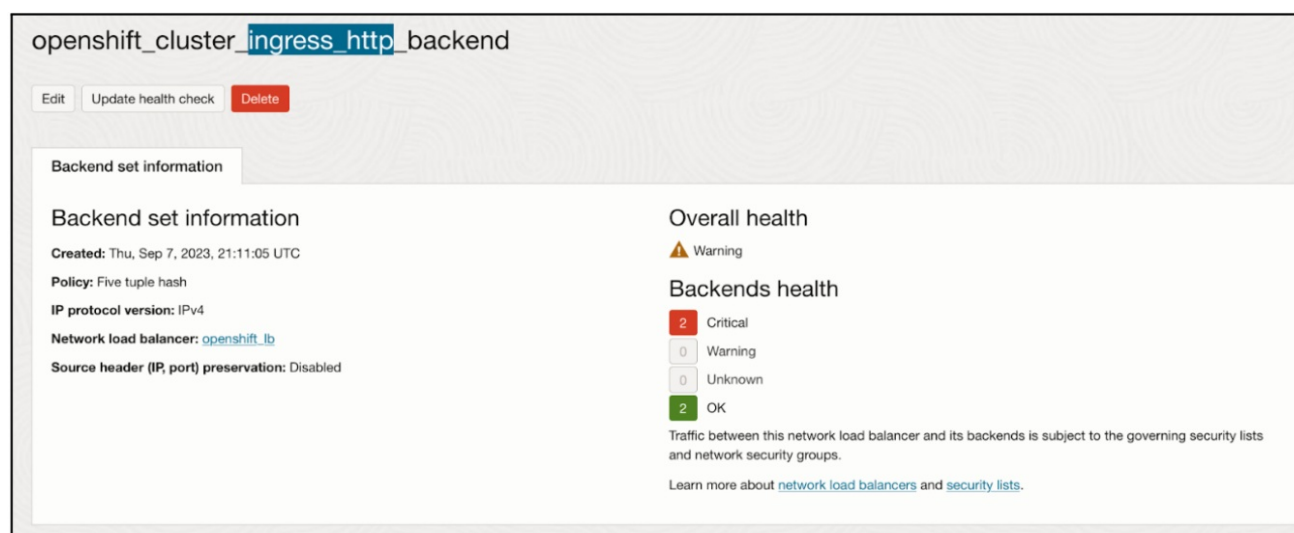 openshift_cluster_ingress_http_backend
Edit
Update health check
Delete
Backend set information
Backend set information
Created: Thu, Sep 7, 2023, 21:11:05 UTC
Policy: Five tuple hash
IP protocol version: IPv4
Network load balancer: openshift_lb
Source header (IP, port) preservation: Disabled
Overall health
Warning
Backends health
2 Critical
0 Warning
0 Unknown
2 OK
Traffic between this network load balancer and its backends is subject to the governing security lists
and network security groups.
Learn more about network load balancers and security lists.